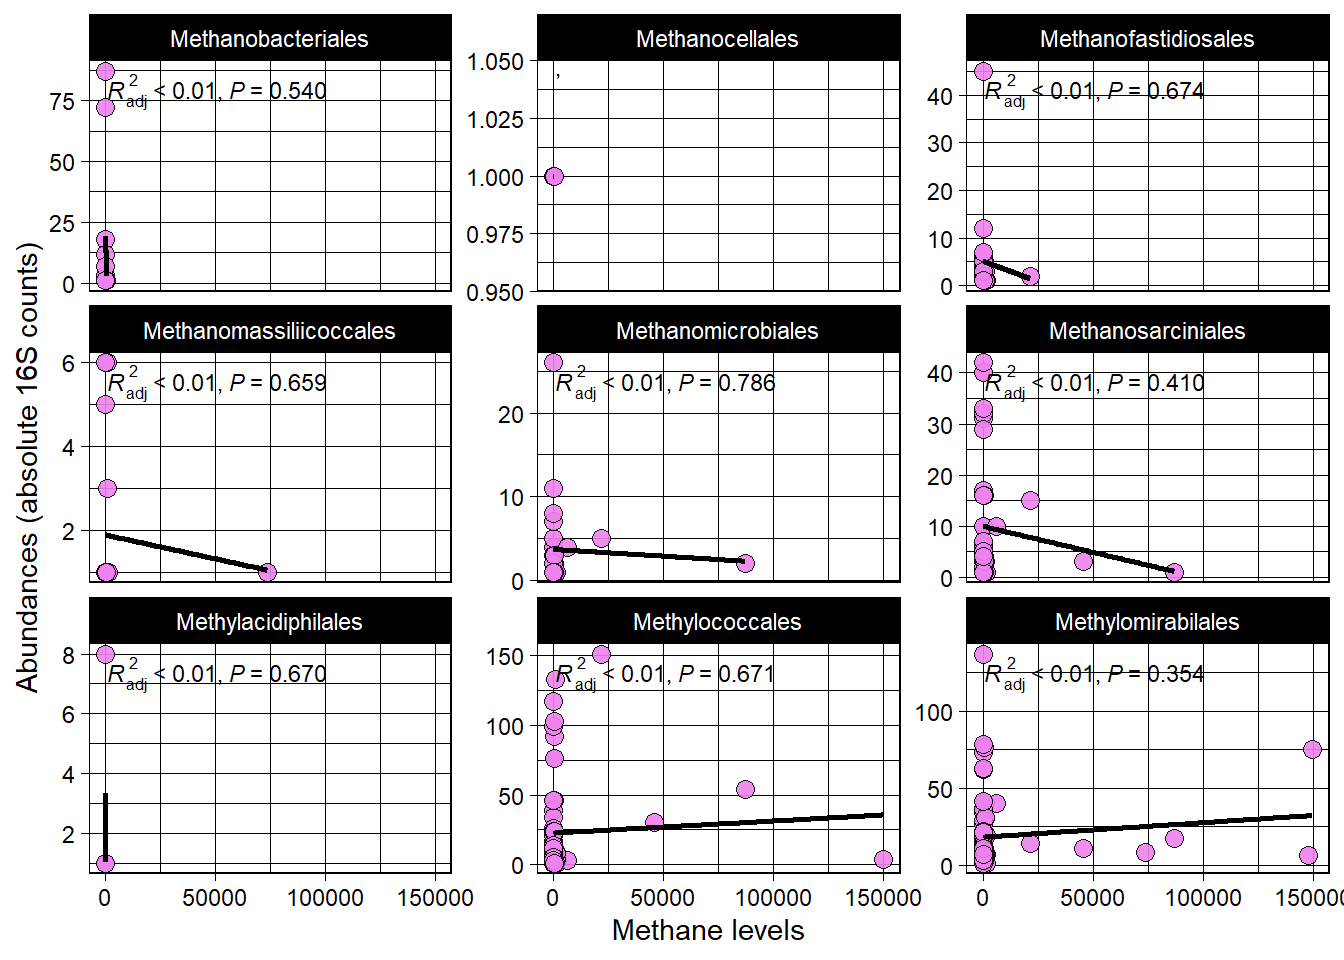 Methanobacteriales
Methanocellales
Methanofastidiosales
R²adj < 0.01, P = 0.540
,
R²adj < 0.01, P = 0.674
75
50
25
0
1.050
1.025
1.000
0.975
0.950
40
30
20
10
0
Methanomassiliicoccales
Methanomicrobiales
Methanosarciniales
R²adj < 0.01, P = 0.659
R²adj < 0.01, P = 0.786
R²adj < 0.01, P = 0.410
6
4
2
20
10
0
40
30
20
10
0
Methylacidiphilales
Methylococcales
Methylomirabilales
R²adj < 0.01, P = 0.670
R²adj < 0.01, P = 0.671
R²adj < 0.01, P = 0.354
8
6
4
2
150
100
50
0
100
50
0
0 50000 100000 150000
0 50000 100000 150000
0 50000 100000 15000
Methane levels
Abundances (absolute 16S counts)